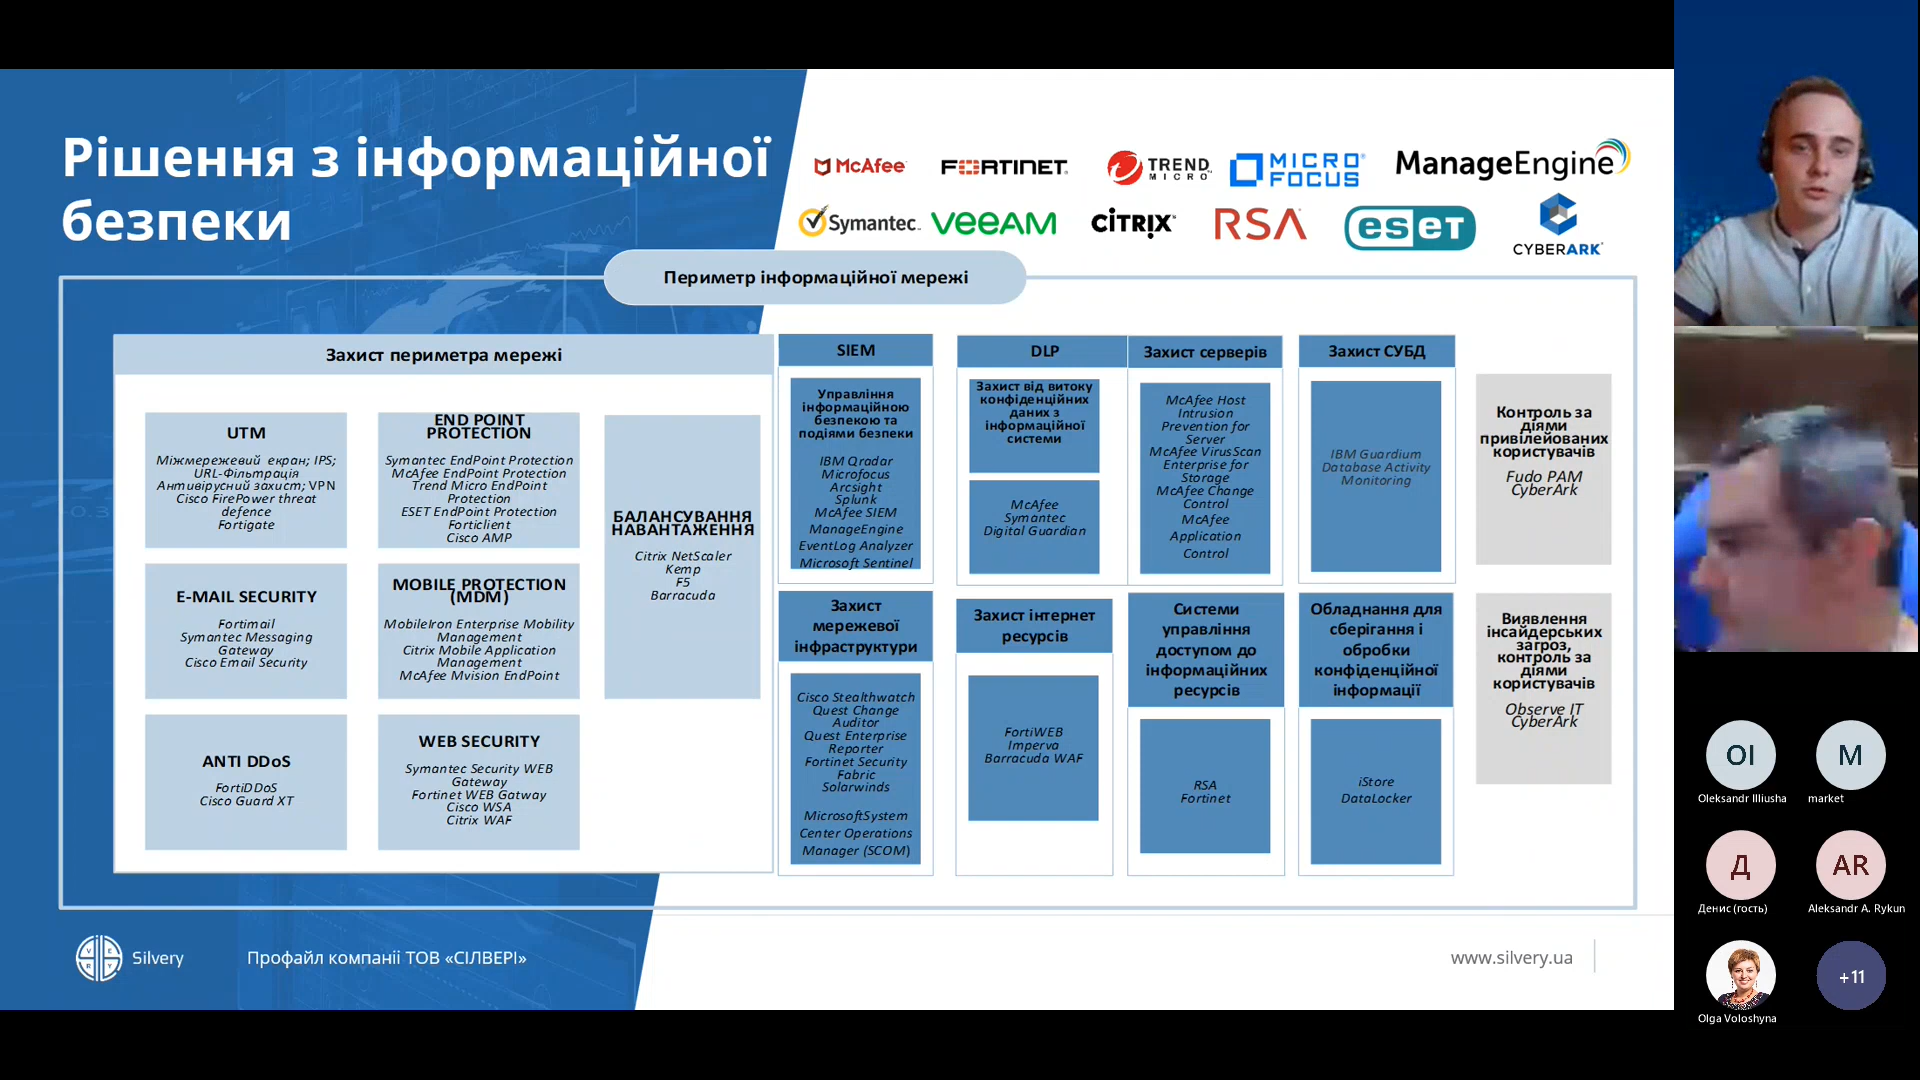 Рішення з інформаційної
безпеки
McAfee
FORTINET
TREND
MICRO
MICRO
FOCUS
ManageEngine
Symantec.
VEEAM
CİTRIX
RSA
eseT
CYBERARK
Периметр інформаційної мережі
Захист периметра мережі
UTM
Міжмережевий екран; IPS;
URL-Фільтрація
Антивірусний захист; VPN
Cisco FirePower threat
defence
Fortigate
END POINT
PROTECTION
Symantec EndPoint Protection
McAfee EndPoint Protection
Trend Micro EndPoint
Protection
ESET EndPoint Protection
Forticlient
Cisco AMP
БАЛАНСУВАННЯ
НАВАНТАЖЕННЯ
Citrix NetScaler
Kemp
F5
Barracuda
E-MAIL SECURITY
Fortimail
Symantec Messaging
Gateway
Cisco Email Security
MOBILE PROTECTION
(MDM)
MobileIron Enterprise Mobility
Management
Citrix Mobile Application
Management
McAfee Mvision EndPoint
ANTI DDoS
FortiDDoS
Cisco Guard XT
WEB SECURITY
Symantec Security WEB
Gateway
Fortinet WEB Gatway
Cisco WSA
Citrix WAF
SIEM
Управління
інформаційною
безпекою та
подіями безпеки
IBM Qradar
Microfocus
Arcsight
Splunk
McAfee SIEM
ManageEngine
EventLog Analyzer
Microsoft Sentinel
DLP
Захист від витоку
конфіденційних
даних з
інформаційної
системи
McAfee
Symantec
Digital Guardian
Захист серверів
McAfee Host
Intrusion
Prevention for
Server
McAfee VirusScan
Enterprise for
Storage
McAfee Change
Control
McAfee
Application
Control
Захист СУБД
IBM Guardium
Database Activity
Monitoring
Контроль за
діями
привілейованих
користувачів
Fudo PAM
CyberArk
Захист
мережевої
інфраструктури
Cisco Stealthwatch
Quest Change
Auditor
Quest Enterprise
Reporter
Fortinet Security
Fabric
Solarwinds
MicrosoftSystem
Center Operations
Manager (SCOM)
Захист інтернет
ресурсів
FortiWEB
Imperva
Barracuda WAF
Системи
управління
доступом до
інформаційних
ресурсів
RSA
Fortinet
Обладнання для
сберігання і
обробки
конфіденційної
інформації
iStore
DataLocker
Виявлення
інсайдерських
загроз,
контроль за
діями
користувачів
Observe IT
CyberArk
Silvery
Профайл компанії ТОВ «СІЛВЕРІ»
www.silvery.ua
OI
Oleksandr Illiusha
M
market
Д
Денис (гость)
AR
Aleksandr A. Rykun
Olga Voloshyna
+11